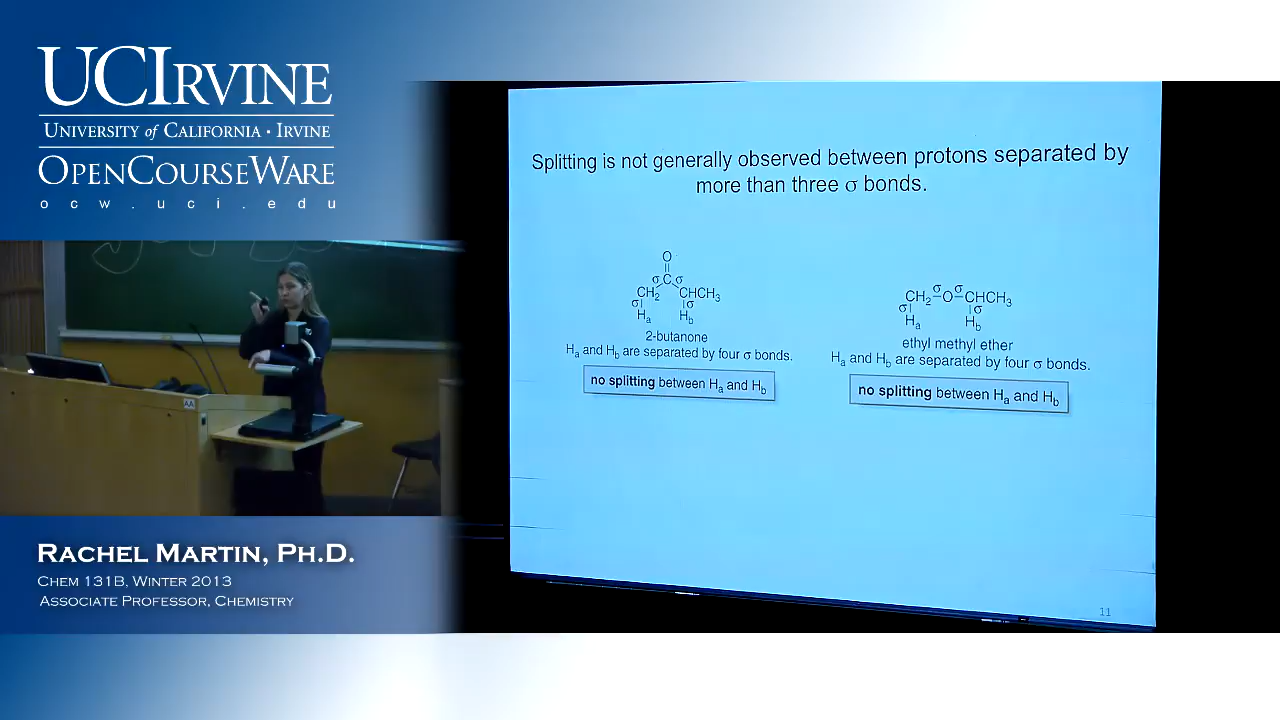 UCIRVINE
UNIVERSITY of CALIFORNIA · IRVINE
OPENCOURSEWARE
ocw.uci.edu
AA
RACHEL MARTIN, PH.D.
CHEM 131B, WINTER 2013
ASSOCIATE PROFESSOR, CHEMISTRY
Splitting is not generally observed between protons separated by
more than three σ bonds.
O
σ C σ
CH2 CHCH3
σ σ
Ha Hb
2-butanone
Ha and Hb are separated by four σ bonds.
no splitting between Ha and Hb
CH2 σ O σ CHCH3
σ σ
Ha Hb
ethyl methyl ether
Ha and Hb are separated by four σ bonds.
no splitting between Ha and Hb
11